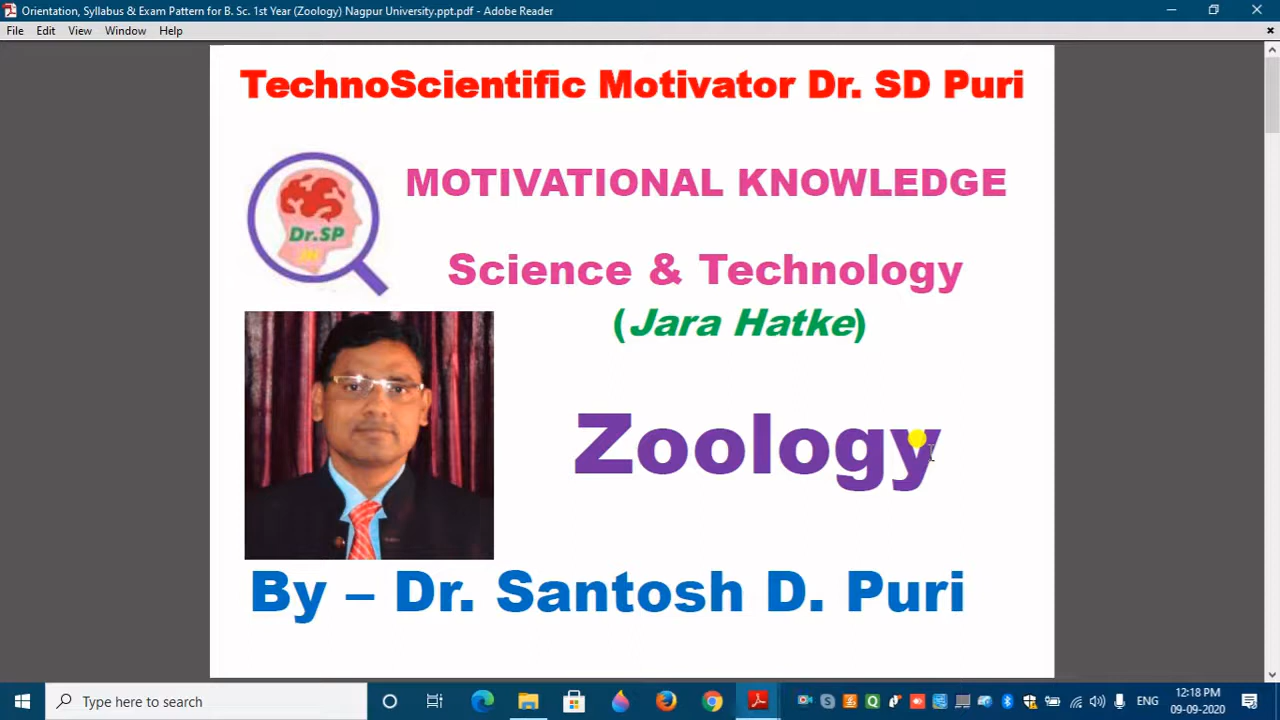 Orientation, Syllabus & Exam Pattern for B. Sc. 1st Year (Zoology) Nagpur University.ppt.pdf - Adobe Reader
File Edit View Window Help
TechnoScientific Motivator Dr. SD Puri
MOTIVATIONAL KNOWLEDGE
Dr.SP
Science & Technology
(Jara Hatke)
Zoology
By – Dr. Santosh D. Puri
Type here to search
ENG
12:18 PM
09-09-2020